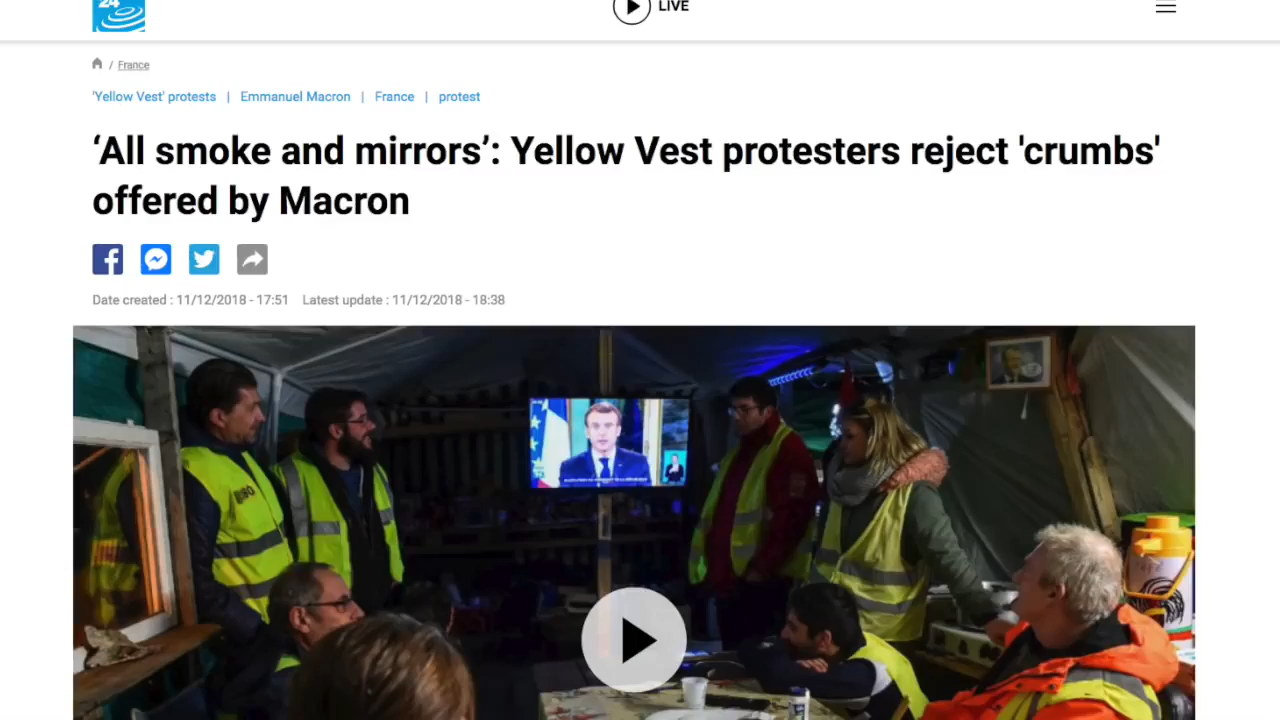 24
LIVE
/ France
'Yellow Vest' protests | Emmanuel Macron | France | protest
‘All smoke and mirrors’: Yellow Vest protesters reject 'crumbs'
offered by Macron
Date created : 11/12/2018 - 17:51 Latest update : 11/12/2018 - 18:38